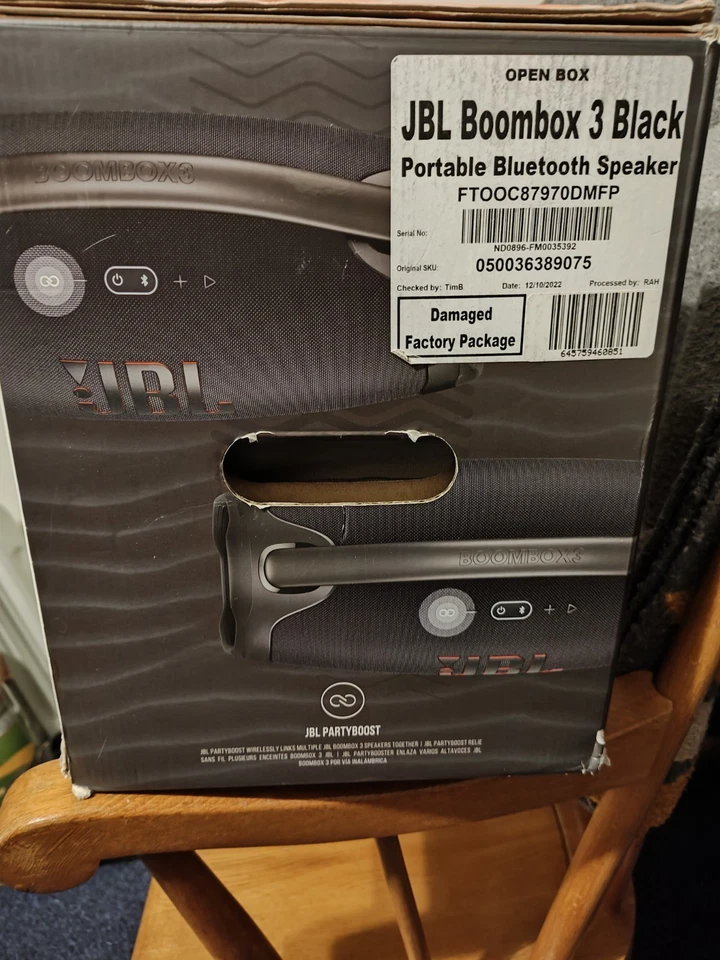 OPEN BOX
JBL Boombox 3 Black
Portable Bluetooth Speaker
FTOOC87970DMFP
Serial No:
ND0896-FM0035392
Original SKU: 050036389075
Checked by: TimB Date: 12/10/2022 Processed by: RAH
Damaged
Factory Package
645759460851
BOOMBOX3
JBL
BOOMBOX3
JBL
JBL PARTYBOOST
JBL PARTYBOOST WIRELESSLY LINKS MULTIPLE JBL BOOMBOX 3 SPEAKERS TOGETHER | JBL PARTYBOOST RELIE
SANS FIL PLUSIEURS ENCEINTES BOOMBOX 3 JBL | JBL PARTYBOOSTER ENLAZA VARIOS ALTAVOCES JBL
BOOMBOX 3 POR VÍA INALÁMBRICA